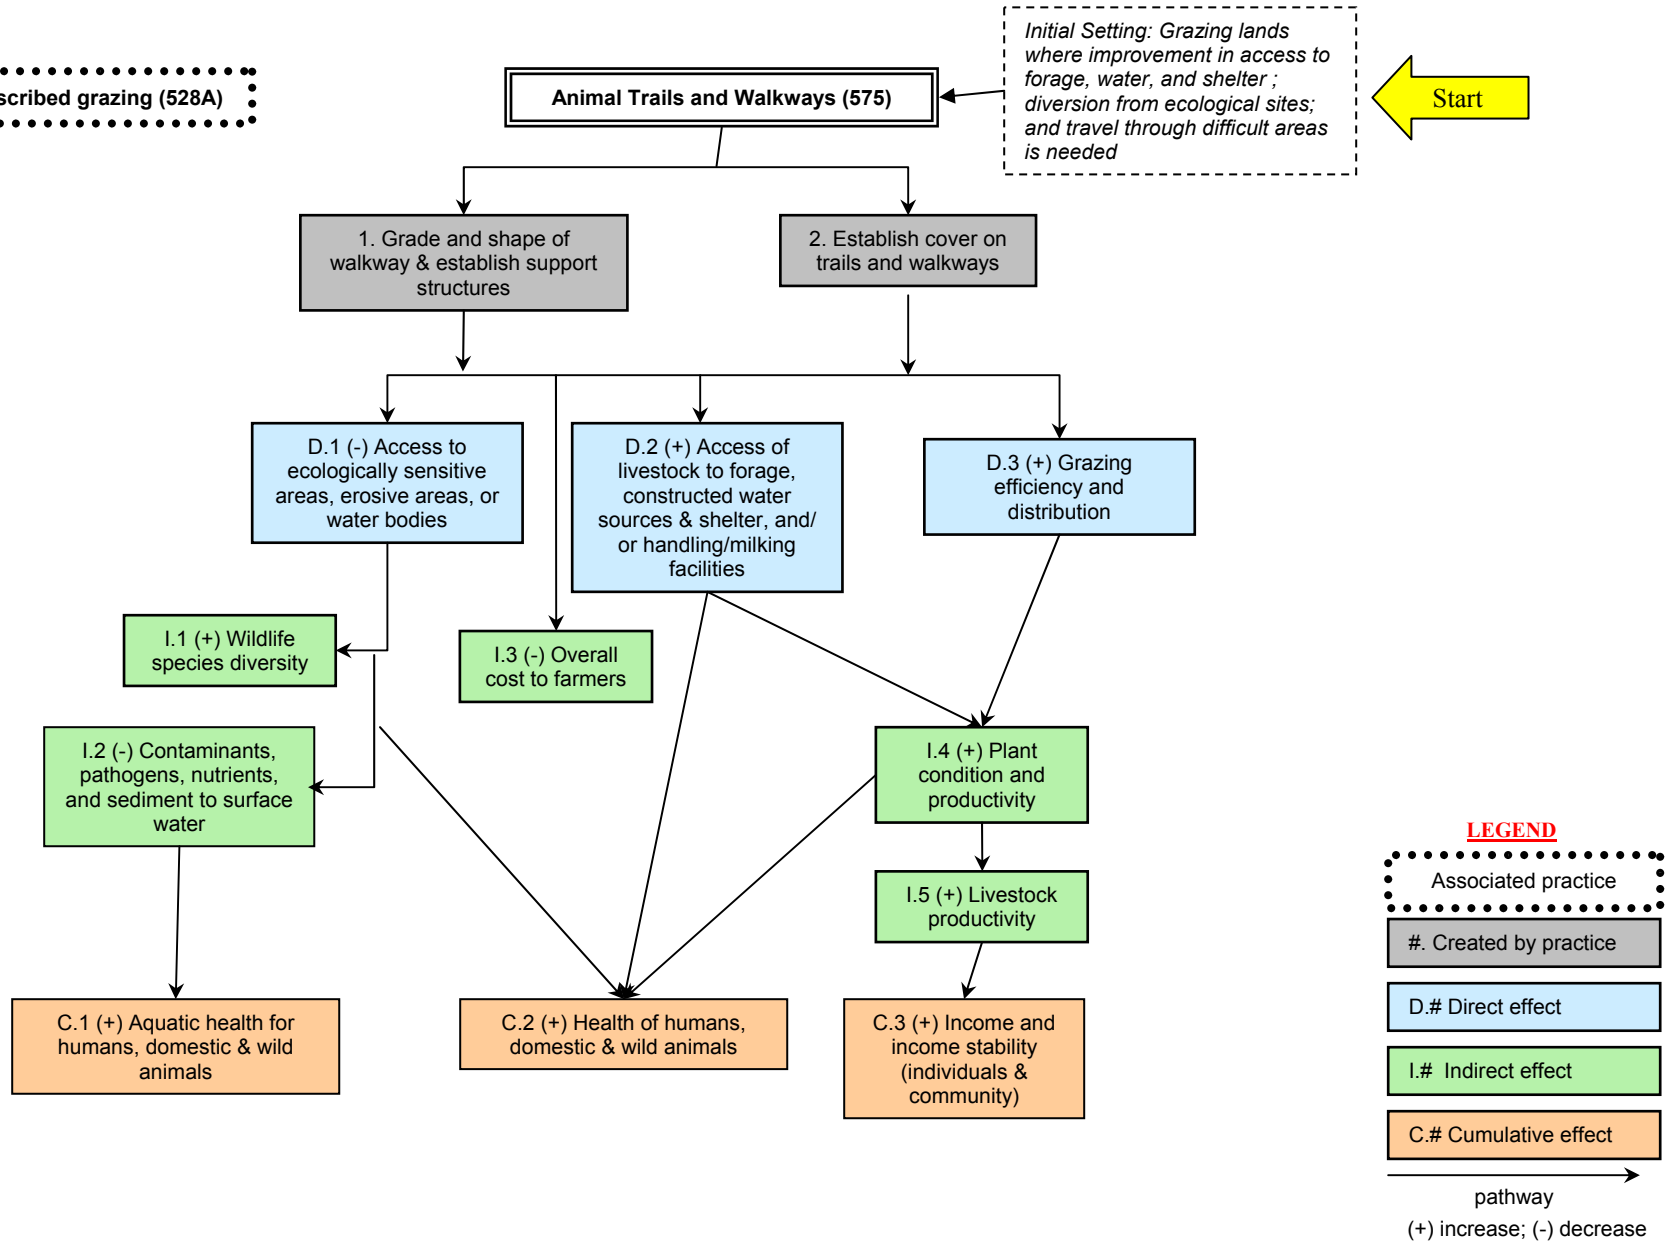 scribed grazing (528A)
Animal Trails and Walkways (575)
Initial Setting: Grazing lands
where improvement in access to
forage, water, and shelter ;
diversion from ecological sites;
and travel through difficult areas
is needed
Start
1. Grade and shape of
walkway & establish support
structures
2. Establish cover on
trails and walkways
D.1 (-) Access to
ecologically sensitive
areas, erosive areas, or
water bodies
D.2 (+) Access of
livestock to forage,
constructed water
sources & shelter, and/
or handling/milking
facilities
D.3 (+) Grazing
efficiency and
distribution
I.1 (+) Wildlife
species diversity
I.3 (-) Overall
cost to farmers
I.2 (-) Contaminants,
pathogens, nutrients,
and sediment to surface
water
I.4 (+) Plant
condition and
productivity
I.5 (+) Livestock
productivity
C.1 (+) Aquatic health for
humans, domestic & wild
animals
C.2 (+) Health of humans,
domestic & wild animals
C.3 (+) Income and
income stability
(individuals &
community)
LEGEND
Associated practice
#. Created by practice
D.# Direct effect
I.# Indirect effect
C.# Cumulative effect
pathway
(+) increase; (-) decrease